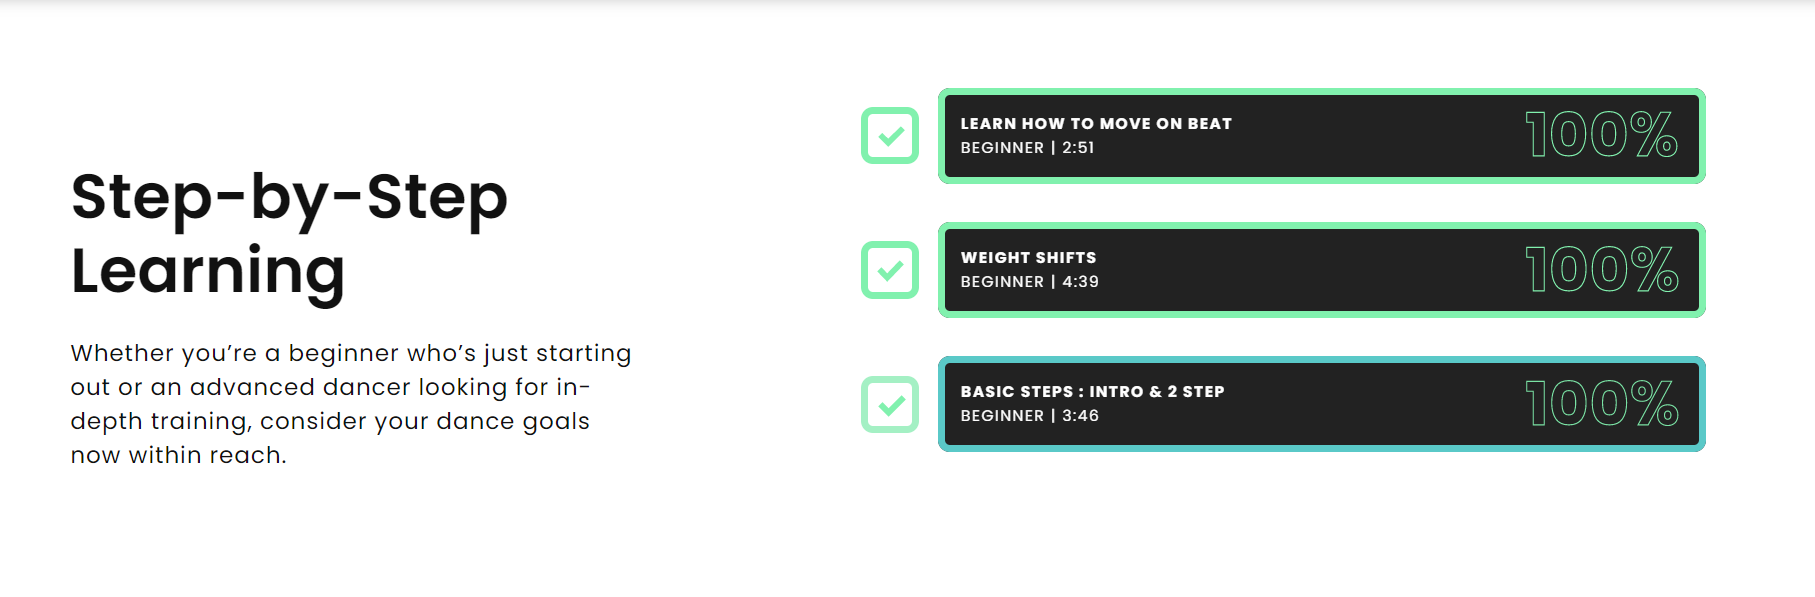 Step-by-Step
Learning
Whether you’re a beginner who’s just starting
out or an advanced dancer looking for in-
depth training, consider your dance goals
now within reach.
LEARN HOW TO MOVE ON BEAT
BEGINNER | 2:51
100%
WEIGHT SHIFTS
BEGINNER | 4:39
100%
BASIC STEPS : INTRO & 2 STEP
BEGINNER | 3:46
100%